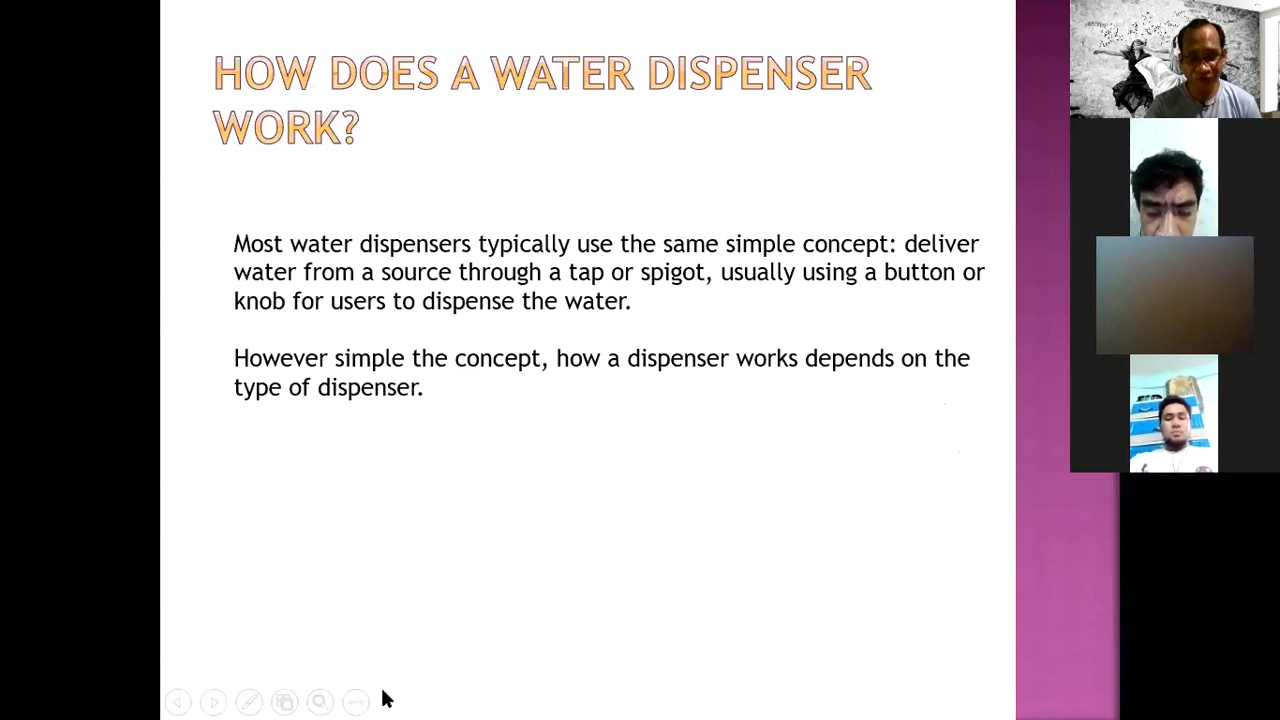 HOW DOES A WATER DISPENSER
WORK?
Most water dispensers typically use the same simple concept: deliver
water from a source through a tap or spigot, usually using a button or
knob for users to dispense the water.
However simple the concept, how a dispenser works depends on the
type of dispenser.